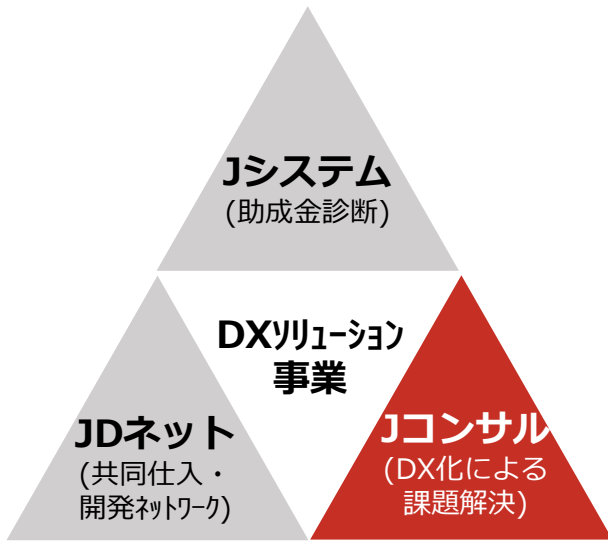 Jシステム
(助成金診断)
DXｿﾘｭｰｼｮﾝ
事業
JDネット
(共同仕入・
開発ﾈｯﾄﾜｰｸ)
Jコンサル
(DX化による
課題解決)